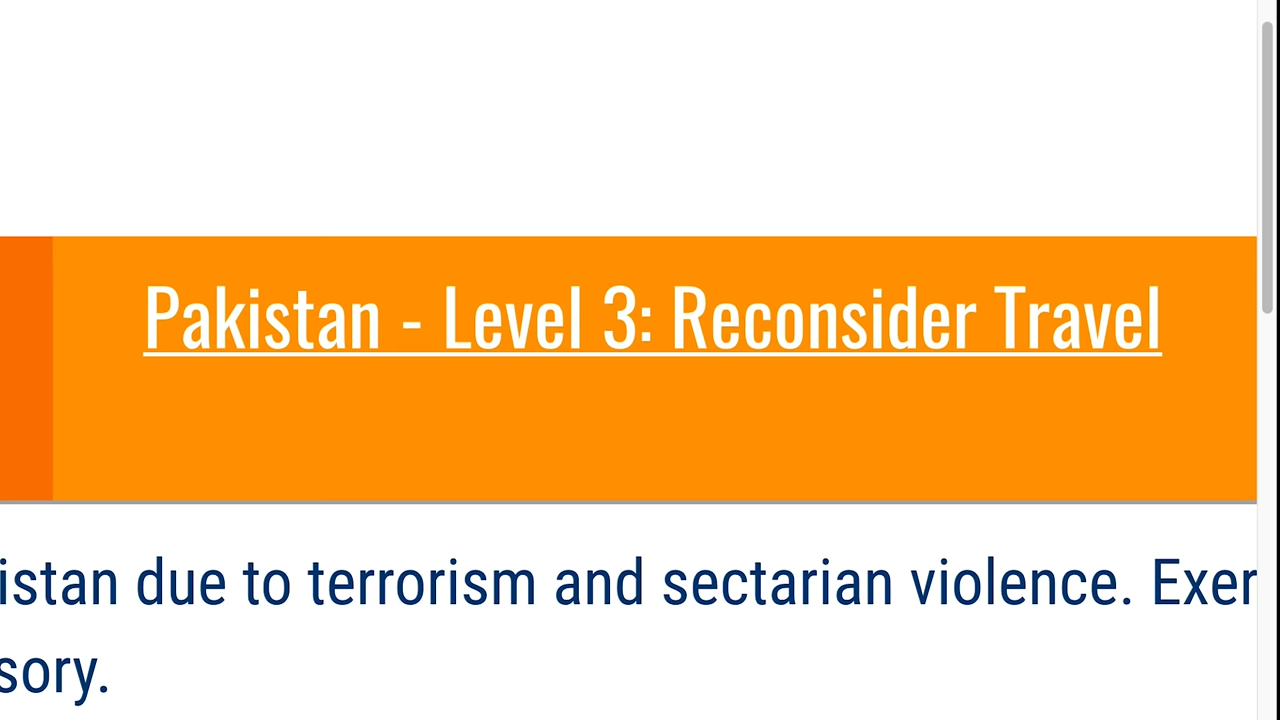 Pakistan - Level 3: Reconsider Travel
istan due to terrorism and sectarian violence. Exer
sory.